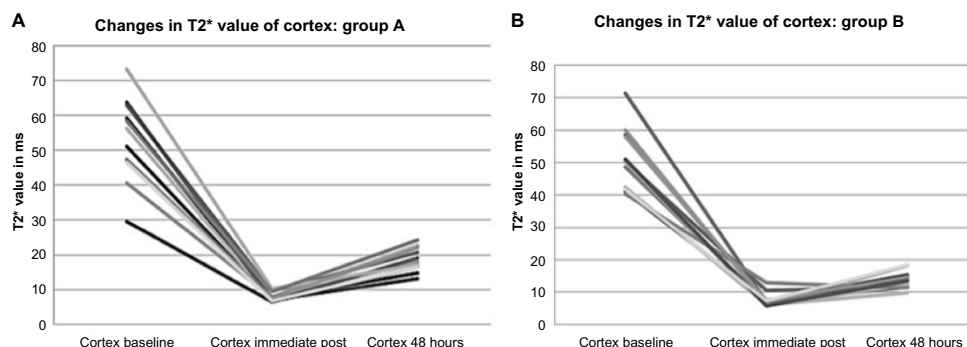 A
Changes in T2* value of cortex: group A
T2* value in ms
80
70
60
50
40
30
20
10
0
Cortex baseline
Cortex immediate post
Cortex 48 hours
B
Changes in T2* value of cortex: group B
T2* value in ms
80
70
60
50
40
30
20
10
0
Cortex baseline
Cortex immediate post
Cortex 48 hours